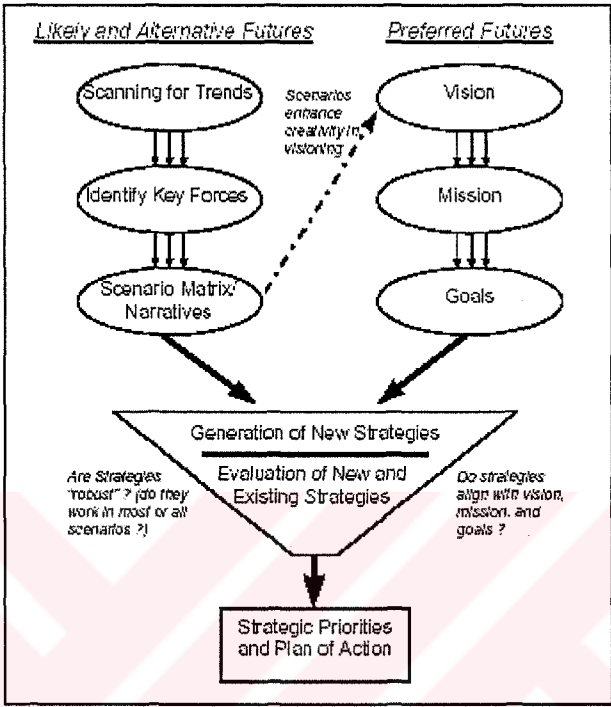 Likely and Alternative Futures
Preferred Futures
Scanning for Trends
Scenarios
enhance
creativity in
visioning
Vision
Identify Key Forces
Mission
Scenario Matrix/
Narratives
Goals
Generation of New Strategies
Evaluation of New and
Existing Strategies
Are Strategies
"robust" ? (do they
work in most or all
scenarios ?)
Do strategies
align with vision,
mission, and
goals ?
Strategic Priorities
and Plan of Action